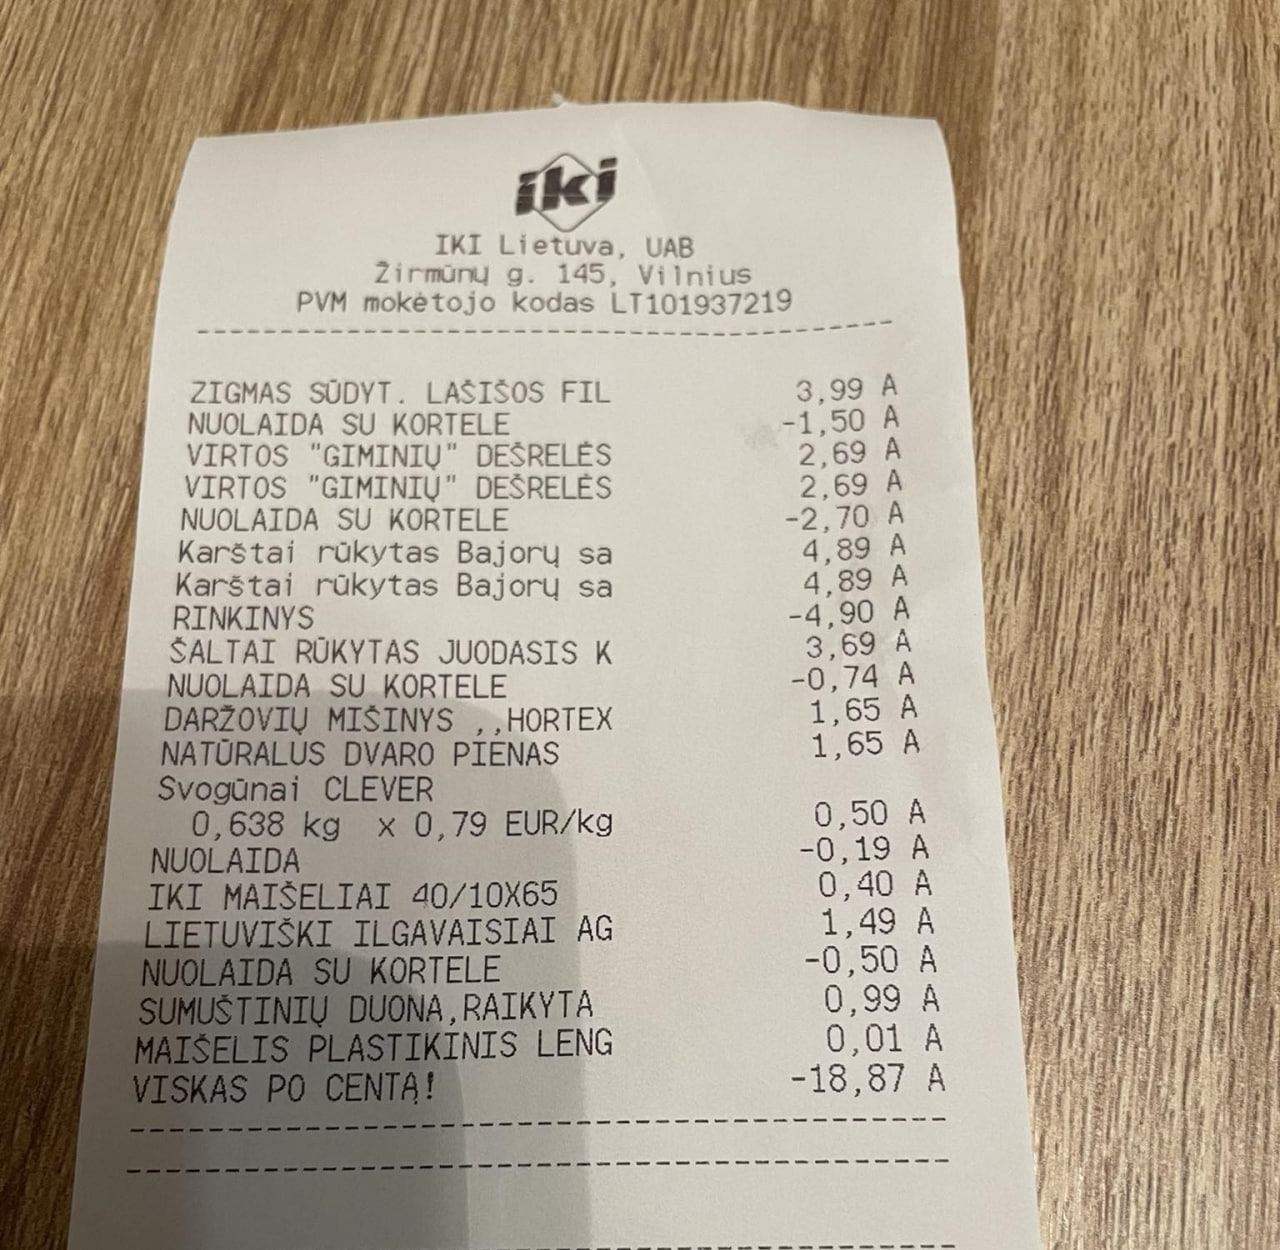 iki
IKI Lietuva, UAB
Žirmūnų g. 145, Vilnius
PVM mokėtojo kodas LT101937219
ZIGMAS SŪDYT. LAŠIŠOS FIL 3,99 A
NUOLAIDA SU KORTELE -1,50 A
VIRTOS "GIMINIŲ" DEŠRELĖS 2,69 A
VIRTOS "GIMINIŲ" DEŠRELĖS 2,69 A
NUOLAIDA SU KORTELE -2,70 A
Karštai rūkytas Bajorų sa 4,89 A
Karštai rūkytas Bajorų sa 4,89 A
RINKINYS -4,90 A
ŠALTAI RŪKYTAS JUODASIS K 3,69 A
NUOLAIDA SU KORTELE -0,74 A
DARŽOVIŲ MIŠINYS ,,HORTEX 1,65 A
NATŪRALUS DVARO PIENAS 1,65 A
Svogūnai CLEVER
0,638 kg x 0,79 EUR/kg 0,50 A
NUOLAIDA -0,19 A
IKI MAIŠELIAI 40/10X65 0,40 A
LIETUVIŠKI ILGAVAISIAI AG 1,49 A
NUOLAIDA SU KORTELE -0,50 A
SUMUŠTINIŲ DUONA,RAIKYTA 0,99 A
MAIŠELIS PLASTIKINIS LENG 0,01 A
VISKAS PO CENTĄ! -18,87 A